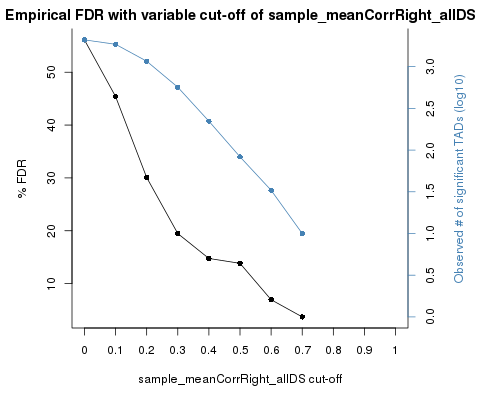 Empirical FDR with variable cut-off of sample_meanCorrRight_allDS
% FDR
50
40
30
20
10
3.0
2.5
2.0
1.5
1.0
0.5
0.0
Observed # of significant TADs (log10)
0 0.1 0.2 0.3 0.4 0.5 0.6 0.7 0.8 0.9 1
sample_meanCorrRight_allDS cut-off